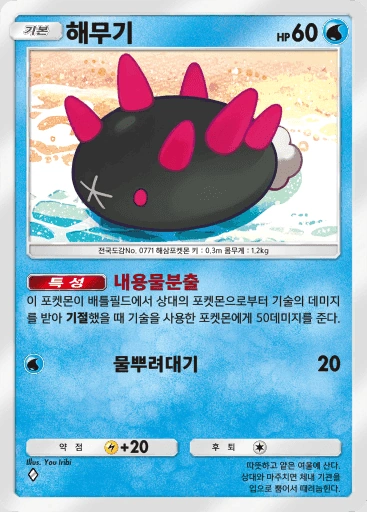 기본 해무기 HP 60
전국도감No. 0771 해삼포켓몬 키 : 0.3m 몸무게 : 1.2kg
특성 내용물분출
이 포켓몬이 배틀필드에서 상대의 포켓몬으로부터 기술의 데미지
를 받아 기절했을 때 기술을 사용한 포켓몬에게 50데미지를 준다.
물뿌려대기 20
약점 +20 후퇴
Illus. You Iribi
따뜻하고 얕은 여울에 산다.
상대와 마주치면 체내 기관을
입으로 뿜어서 때려눕힌다.